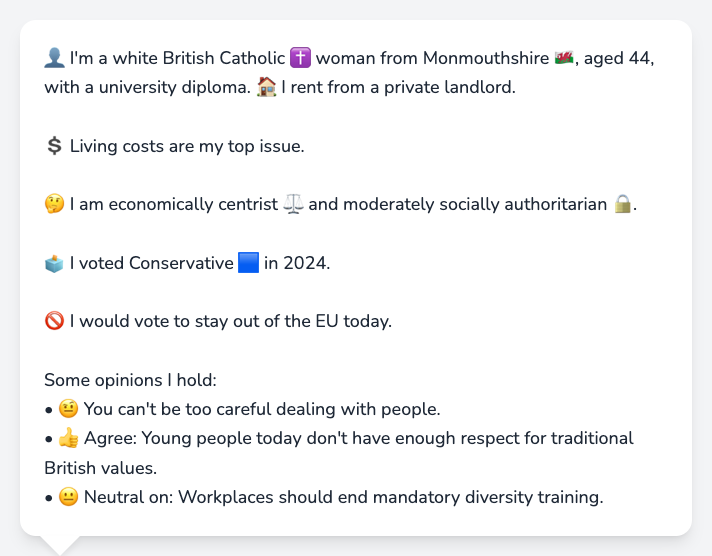 👤 I'm a white British Catholic ✝️ woman from Monmouthshire 🏴󠁧󠁢󠁷󠁬󠁳󠁿, aged 44,
with a university diploma. 🏠 I rent from a private landlord.
💲 Living costs are my top issue.
🤔 I am economically centrist ⚖️ and moderately socially authoritarian 🔒.
🗳️ I voted Conservative 🟦 in 2024.
🚫 I would vote to stay out of the EU today.
Some opinions I hold:
• 🤨 You can't be too careful dealing with people.
• 👍 Agree: Young people today don't have enough respect for traditional
British values.
• 😐 Neutral on: Workplaces should end mandatory diversity training.